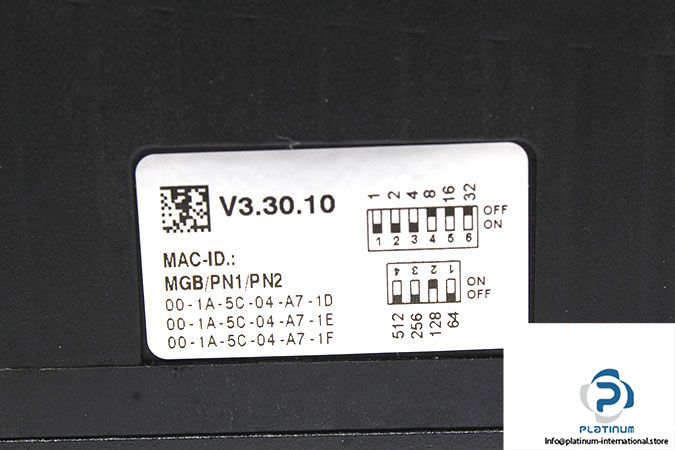 V3.30.10
MAC-ID.:
MGB/PN1/PN2
00-1A-5C-04-A7-1D
00-1A-5C-04-A7-1E
00-1A-5C-04-A7-1F
1 2 4 8 16 32
OFF
ON
1 2 3 4 5 6
4 3 2 1
ON
OFF
512 256 128 64
P
PLATINUM
Info@platinum-international.store